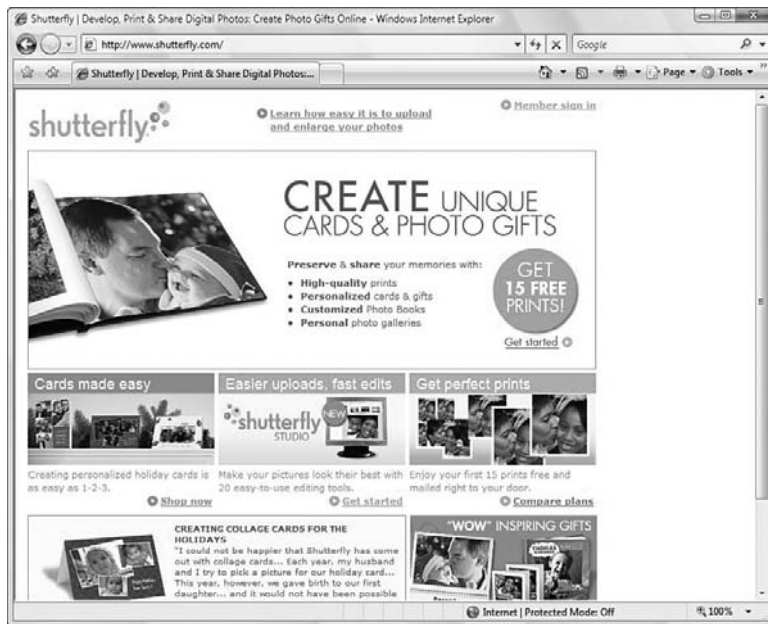 Shutterfly | Develop, Print & Share Digital Photos: Create Photo Gifts Online - Windows Internet Explorer
http://www.shutterfly.com/
Google
Shutterfly | Develop, Print & Share Digital Photos:...
Page
Tools
shutterfly
Learn how easy it is to upload
and enlarge your photos
Member sign in
CREATE UNIQUE
CARDS & PHOTO GIFTS
Preserve & share your memories with:
• High-quality prints
• Personalized cards & gifts
• Customized Photo Books
• Personal photo galleries
GET
15 FREE
PRINTS!
Get started
Cards made easy
Creating personalized holiday cards is
as easy as 1-2-3.
Shop now
Easier uploads, fast edits
shutterfly
STUDIO
NEW
Make your pictures look their best with
20 easy-to-use editing tools.
Get started
Get perfect prints
Enjoy your first 15 prints free and
mailed right to your door.
Compare plans
CREATING COLLAGE CARDS FOR THE
HOLIDAYS
"I could not be happier that Shutterfly has come
out with collage cards... Each year, my husband
and I try to pick a picture for our holiday card...
This year, however, we gave birth to our first
daughter... and it would not have been possible
"WOW" INSPIRING GIFTS
Internet | Protected Mode: Off
100%